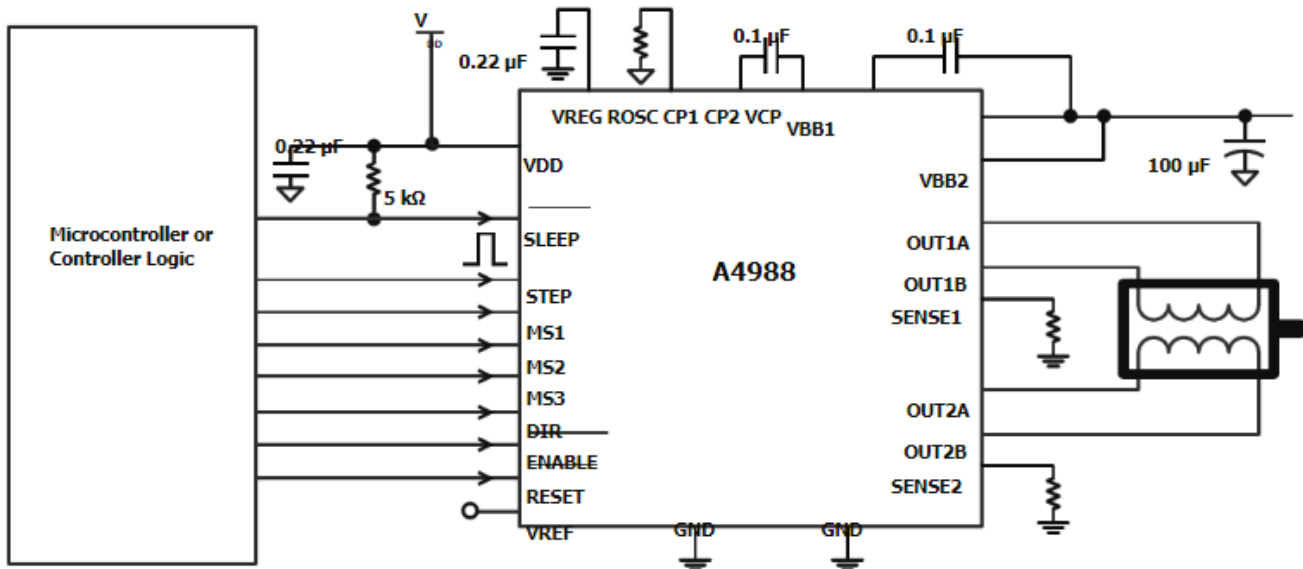 V
DD
0.22 µF
0.1 µF
0.1 µF
VREG ROSC CP1 CP2 VCP
VBB1
0.22 µF
VDD
5 kΩ
VBB2
100 µF
Microcontroller or
Controller Logic
SLEEP
A4988
OUT1A
OUT1B
STEP
SENSE1
MS1
MS2
MS3
OUT2A
DIR
OUT2B
ENABLE
SENSE2
RESET
VREF
GND
GND